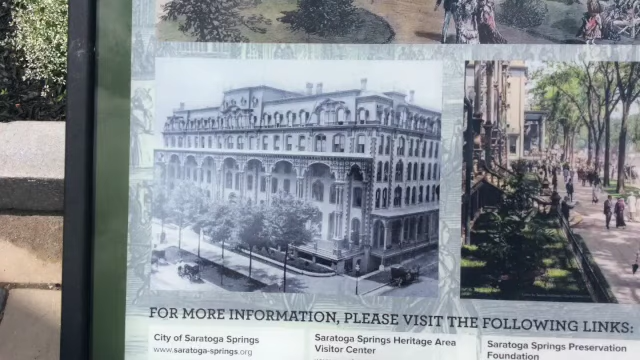 FOR MORE INFORMATION, PLEASE VISIT THE FOLLOWING LINKS:
City of Saratoga Springs
www.saratoga-springs.org
Saratoga Springs Heritage Area
Visitor Center
Saratoga Springs Preservation
Foundation